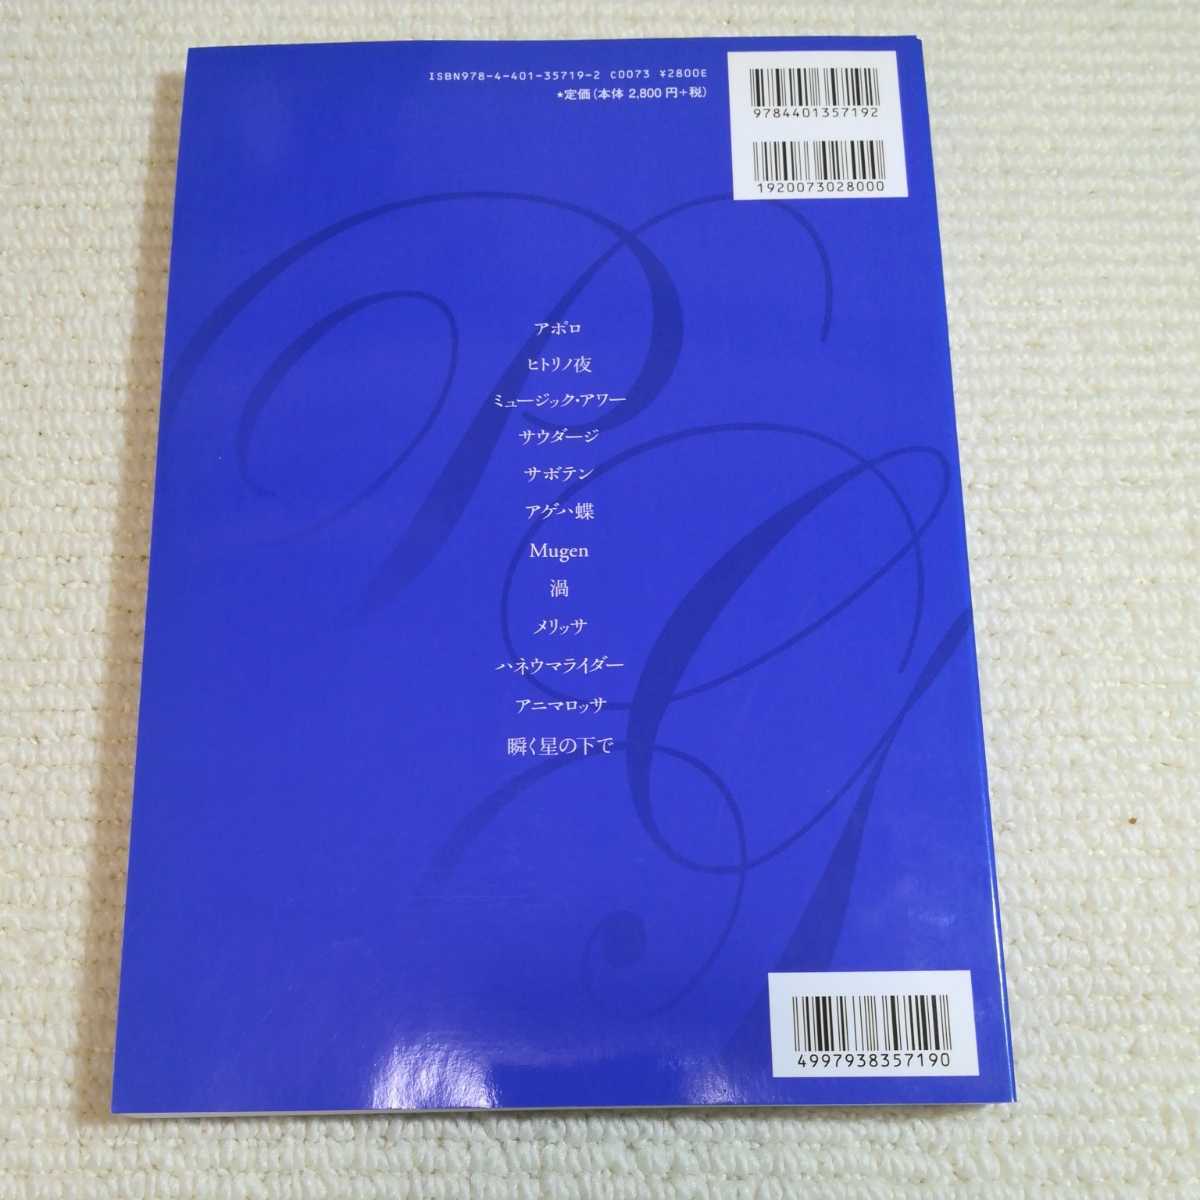 ISBN978-4-401-35719-2 C0073 ¥2800E
*定価(本体 2,800円+税)
9784401357192
1920073028000
アポロ
ヒトリノ夜
ミュージック・アワー
サウダージ
サボテン
アゲハ蝶
Mugen
渦
メリッサ
ハネウマライダー
アニマロッサ
瞬く星の下で
4997938357190